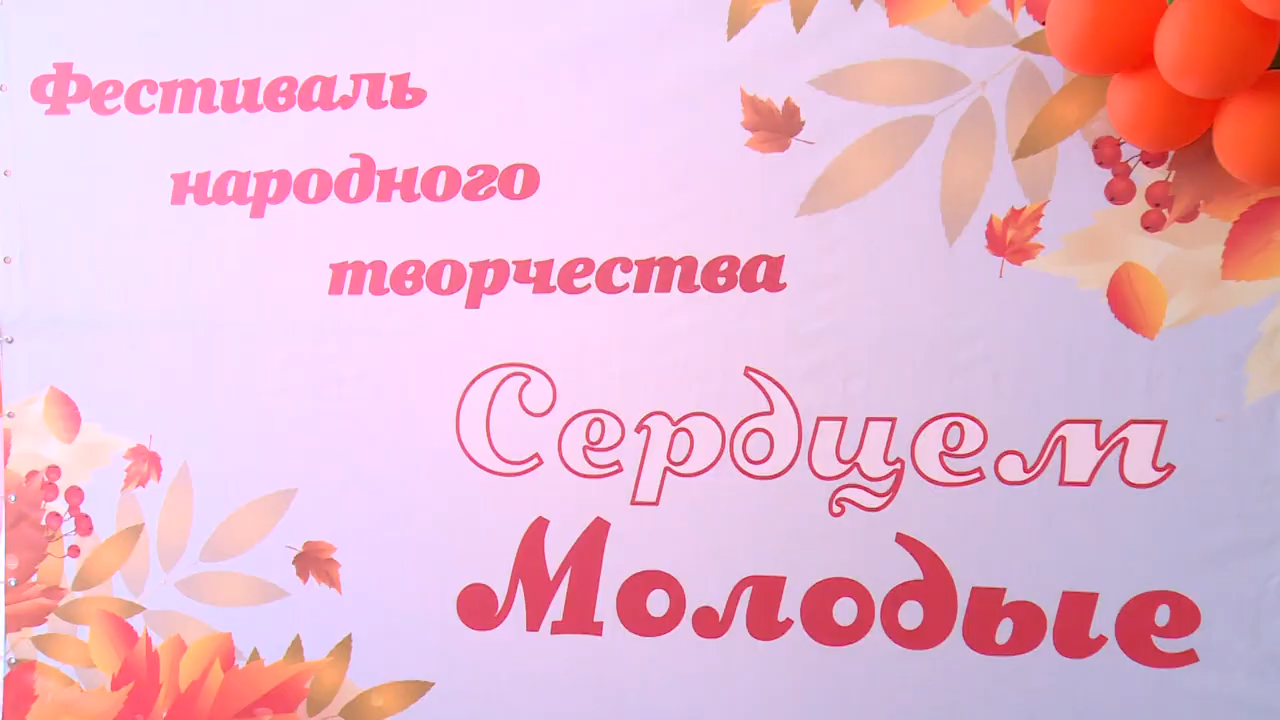 Фестиваль
народного
творчества
Сердцем
Молодые